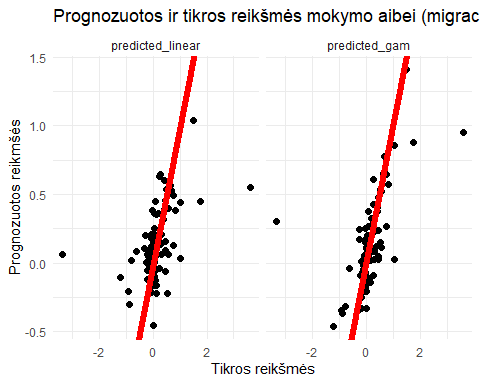 Prognozuotos ir tikros reikšmės mokymo aibei (migrac
predicted_linear
predicted_gam
1.5
1.0
0.5
0.0
-0.5
Prognozuotos reikmšės
-2
0
2
-2
0
2
Tikros reikšmės